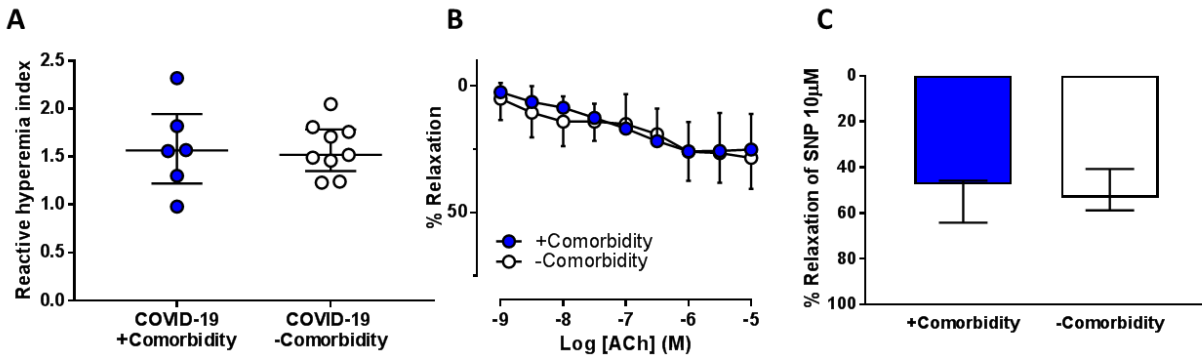 A
Reactive hyperemia index
2.5
2.0
1.5
1.0
0.5
0.0
COVID-19
+Comorbidity
COVID-19
-Comorbidity
B
% Relaxation
0
50
+Comorbidity
-Comorbidity
-9
-8
-7
-6
-5
Log [ACh] (M)
C
% Relaxation of SNP 10µM
0
20
40
60
80
100
+Comorbidity
-Comorbidity